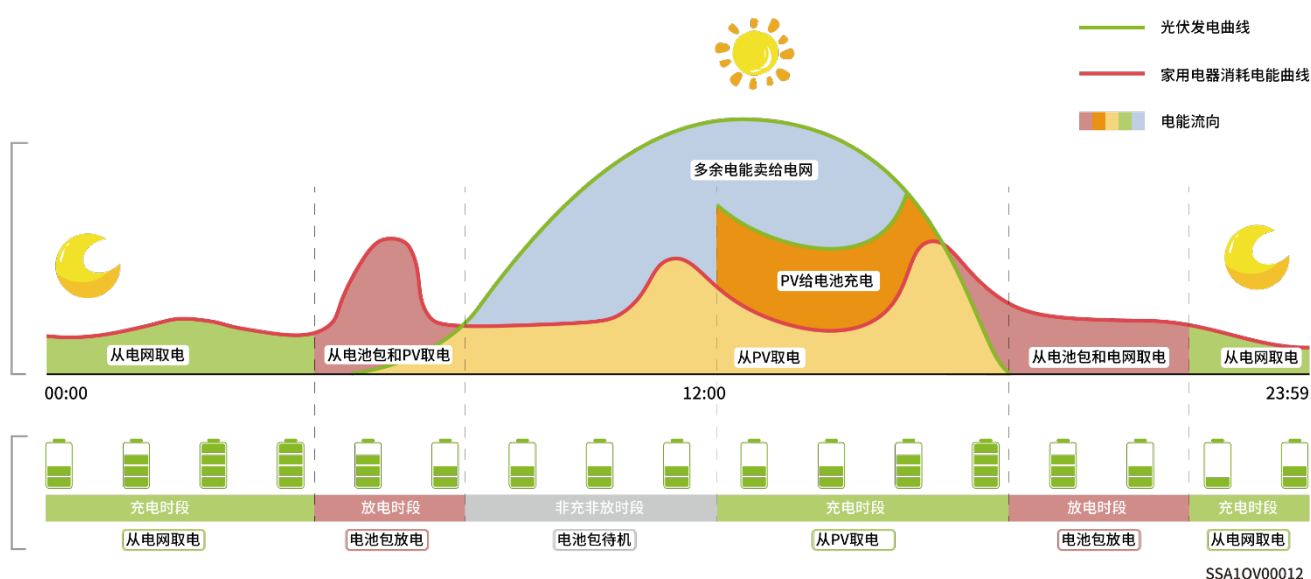 光伏发电曲线
家用电器消耗电能曲线
电能流向
多余电能卖给电网
PV给电池充电
从电网取电
从电池包和PV取电
从PV取电
从电池包和电网取电
从电网取电
00:00
12:00
23:59
充电时段
放电时段
非充非放时段
充电时段
放电时段
充电时段
从电网取电
电池包放电
电池包待机
从PV取电
电池包放电
从电网取电
SSA1OV00012